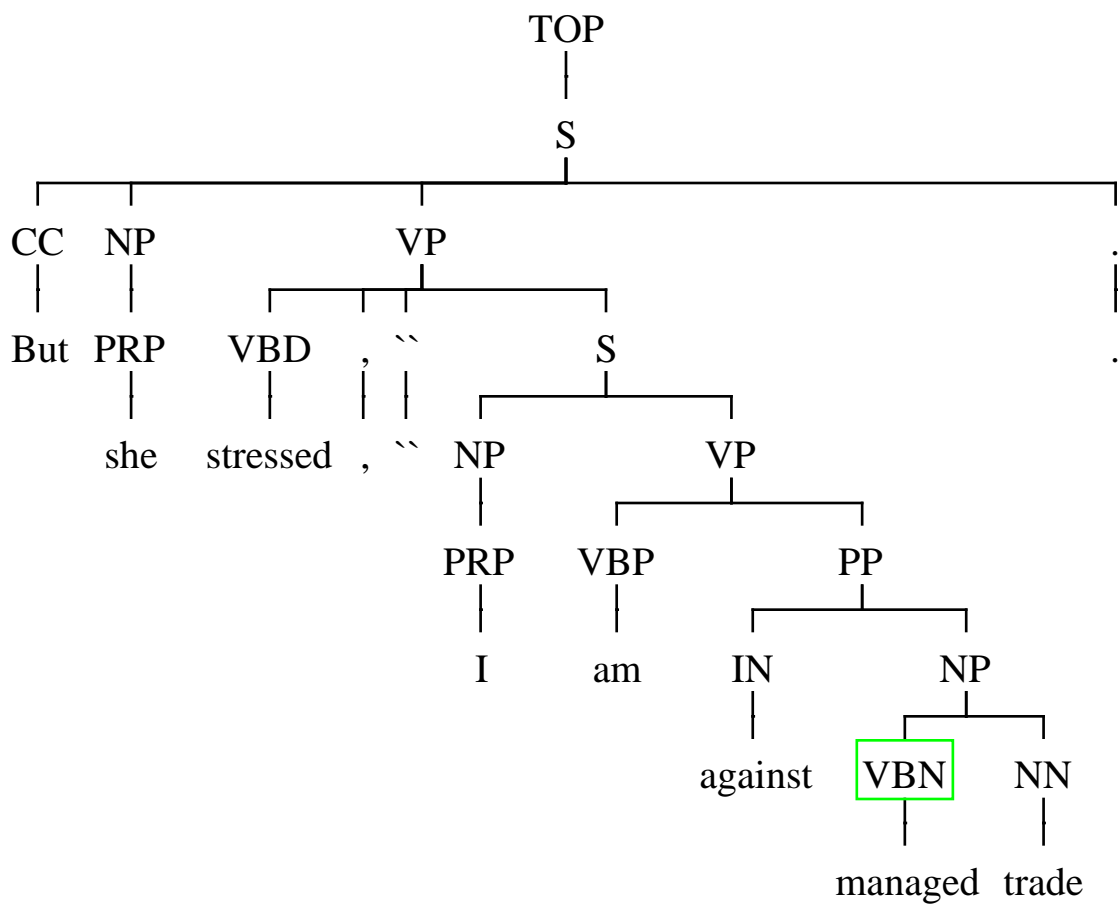 TOP
S
CC NP VP .
But PRP VBD , `` S .
she stressed , `` NP VP
PRP VBP PP
I am IN NP
against VBN NN
managed trade